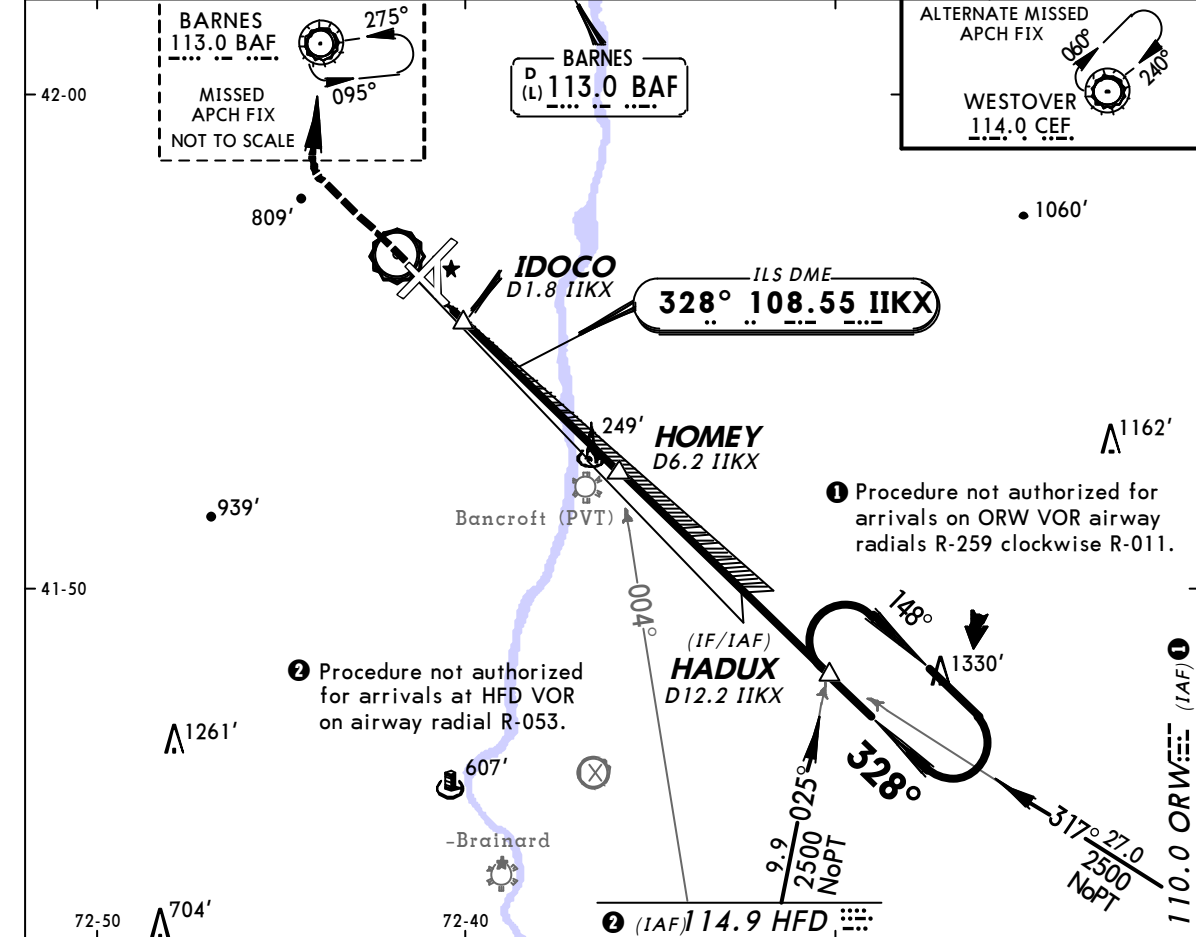 BARNES
113.0 BAF
275°
095°
MISSED
APCH FIX
NOT TO SCALE
BARNES
D
(L) 113.0 BAF
ALTERNATE MISSED
APCH FIX
060°
240°
WESTOVER
114.0 CEF
42-00
809'
1060'
IDOCO
D1.8 IIKX
ILS DME
328° 108.55 IIKX
249'
HOMEY
D6.2 IIKX
1162'
939'
Bancroft (PVT)
1 Procedure not authorized for
arrivals on ORW VOR airway
radials R-259 clockwise R-011.
41-50
004°
148°
(IF/IAF)
HADUX
D12.2 IIKX
1330'
2 Procedure not authorized
for arrivals at HFD VOR
on airway radial R-053.
1261'
607'
328°
025°
9.9
2500
NoPT
317° 27.0
2500
NoPT
110.0 ORW (IAF) 1
-Brainard
704'
72-50
72-40
2 (IAF) 114.9 HFD